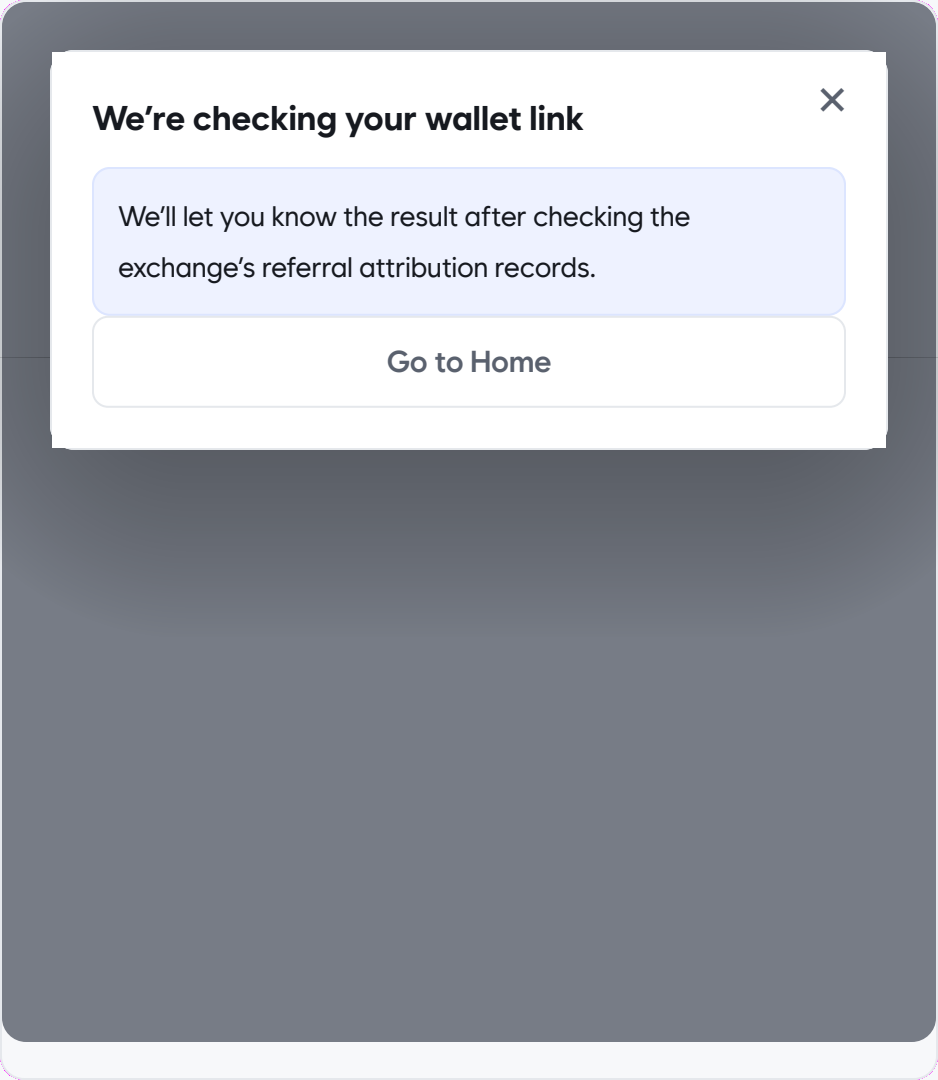 We’re checking your wallet link
We’ll let you know the result after checking the
exchange’s referral attribution records.
Go to Home